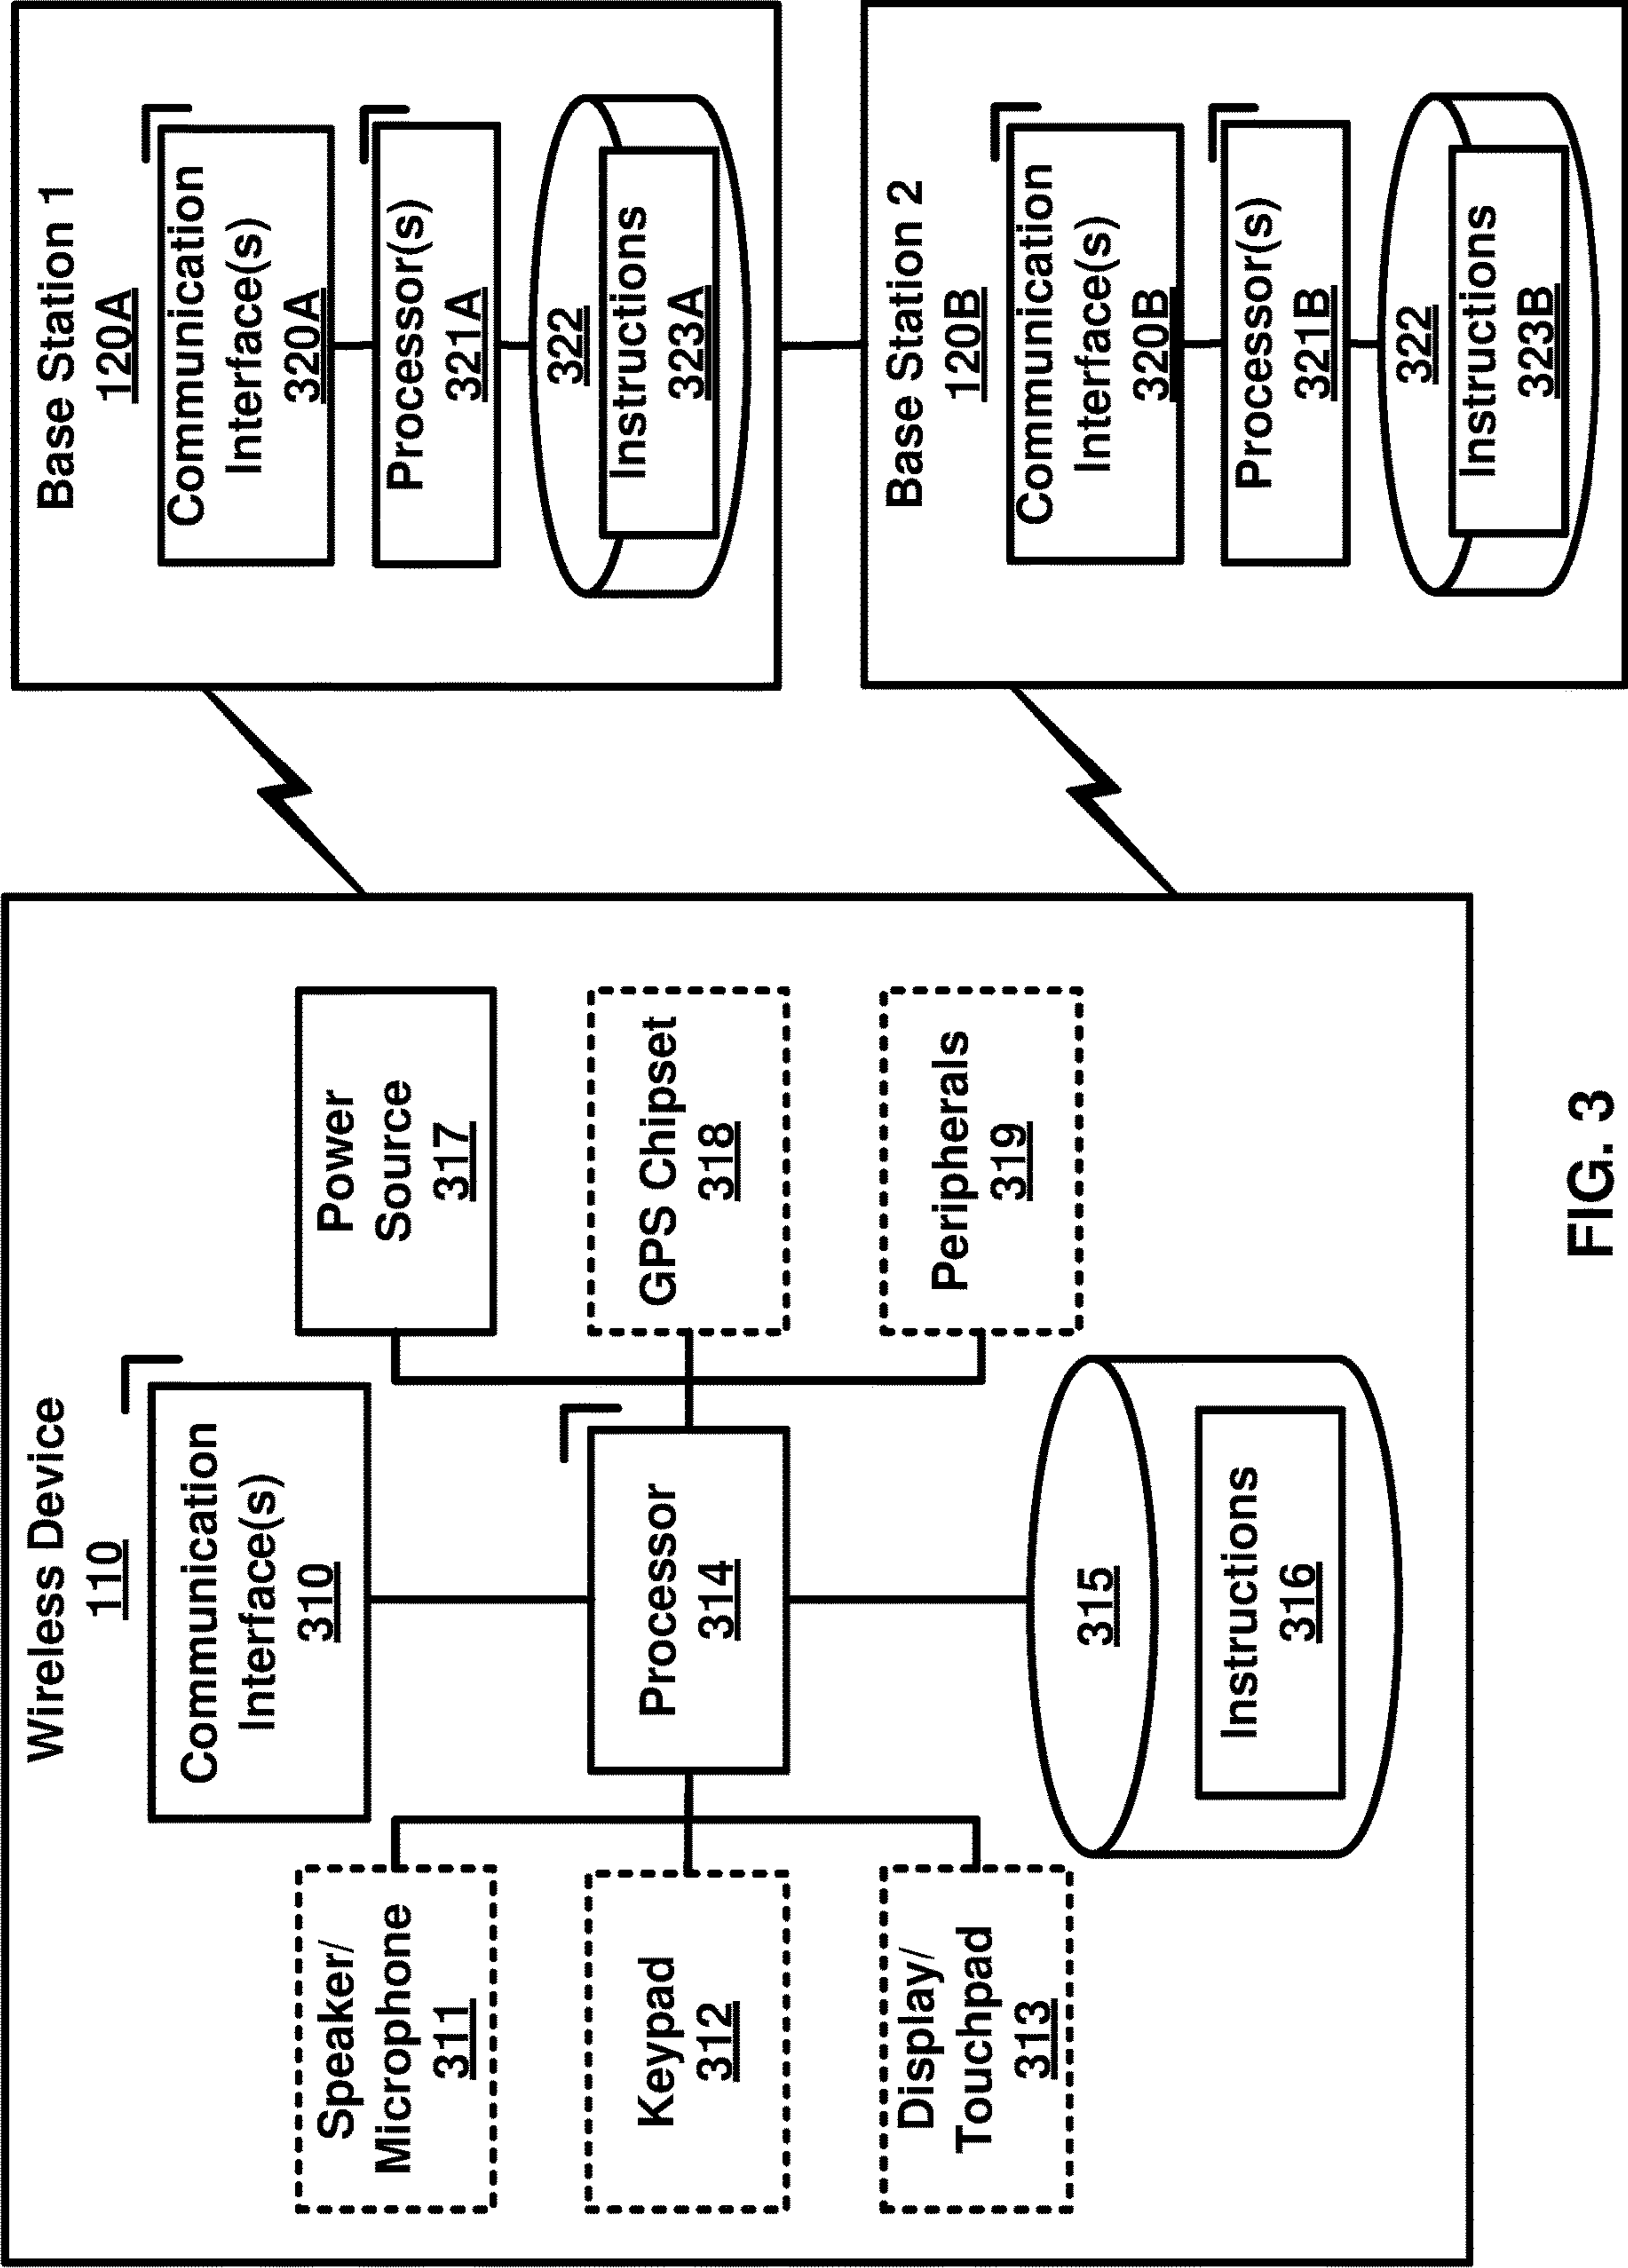 Wireless Device
110
Communication
Interface(s)
310
Speaker/
Microphone
311
Keypad
312
Display/
Touchpad
313
Processor
314
315
Instructions
316
Power
Source
317
GPS Chipset
318
Peripherals
319
Base Station 1
120A
Communication
Interface(s)
320A
Processor(s)
321A
322
Instructions
323A
Base Station 2
120B
Communication
Interface(s)
320B
Processor(s)
321B
322
Instructions
323B
FIG. 3